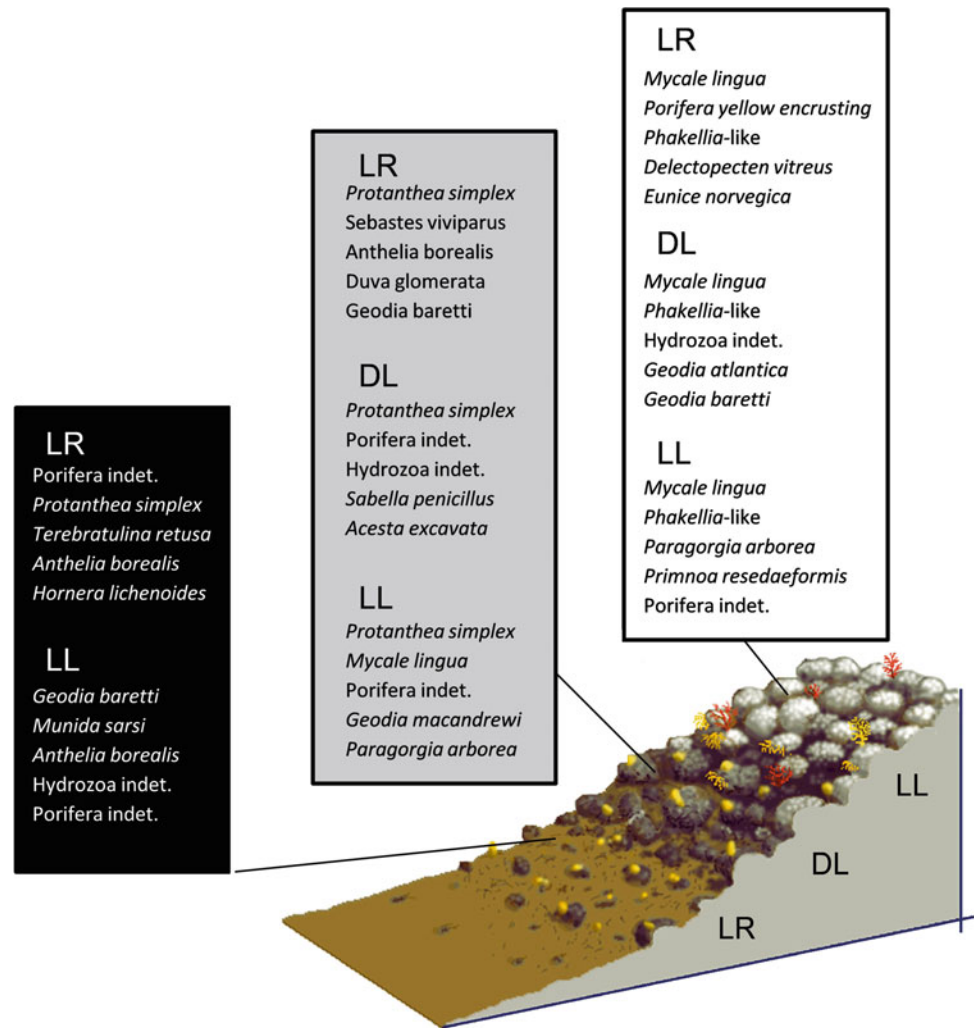 LR
Porifera indet.
Protanthea simplex
Terebratulina retusa
Anthelia borealis
Hornera lichenoides
LL
Geodia baretti
Munida sarsi
Anthelia borealis
Hydrozoa indet.
Porifera indet.
LR
Protanthea simplex
Sebastes viviparus
Anthelia borealis
Duva glomerata
Geodia baretti
DL
Protanthea simplex
Porifera indet.
Hydrozoa indet.
Sabella penicillus
Acesta excavata
LL
Protanthea simplex
Mycale lingua
Porifera indet.
Geodia macandrewi
Paragorgia arborea
LR
Mycale lingua
Porifera yellow encrusting
Phakellia-like
Delectopecten vitreus
Eunice norvegica
DL
Mycale lingua
Phakellia-like
Hydrozoa indet.
Geodia atlantica
Geodia baretti
LL
Mycale lingua
Phakellia-like
Paragorgia arborea
Primnoa resedaeformis
Porifera indet.
LL
DL
LR